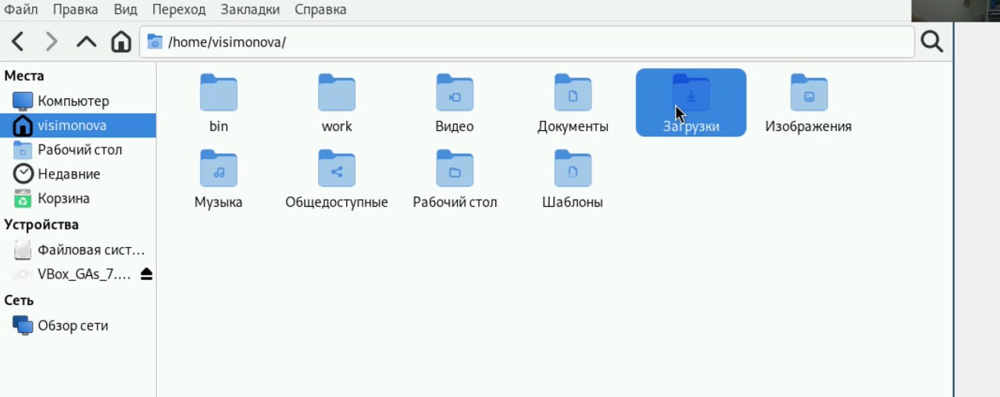 Файл Правка Вид Переход Закладки Справка
/home/visimonova/
Места
Компьютер
visimonova
Рабочий стол
Недавние
Корзина
Устройства
Файловая сист...
VBox_GAs_7....
Сеть
Обзор сети
bin work Видео Документы Загрузки Изображения
Музыка Общедоступные Рабочий стол Шаблоны